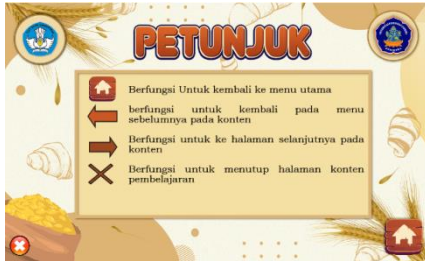 PETUNJUK
Berfungsi Untuk kembali ke menu utama
berfungsi untuk kembali pada menu
sebelumnya pada konten
Berfungsi untuk ke halaman selanjutnya pada
konten
Berfungsi untuk menutup halaman konten
pembelajaran